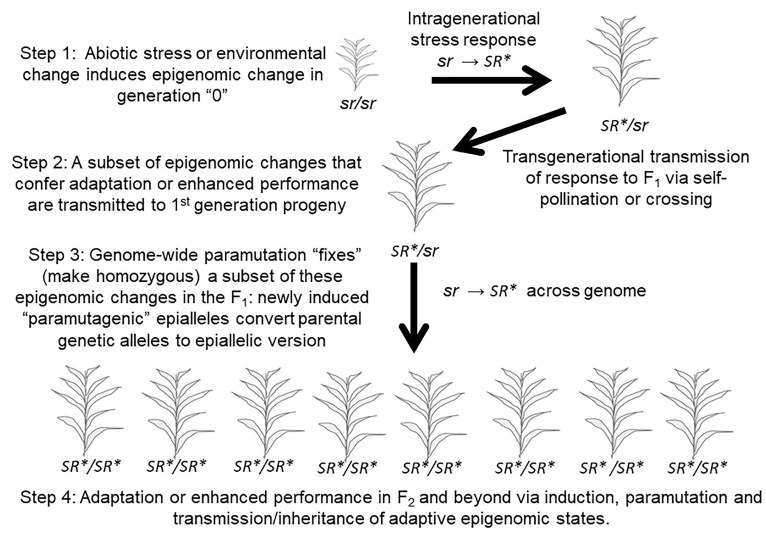 Step 1:  Abiotic stress or environmental
change induces epigenomic change in
generation “0”
sr/sr
Intragenerational
stress response
sr → SR*
SR*/sr
Step 2: A subset of epigenomic changes that
confer adaptation or enhanced performance
are transmitted to 1st generation progeny
Transgenerational transmission
of response to F1 via self-
pollination or crossing
SR*/sr
Step 3: Genome-wide paramutation “fixes”
(make homozygous) a subset of these
epigenomic changes in the F1: newly induced
“paramutagenic” epialleles convert parental
genetic alleles to epiallelic version
sr → SR* across genome
SR*/SR* SR*/SR* SR*/SR* SR*/SR* SR*/SR* SR*/SR* SR*/SR* SR*/SR*
Step 4: Adaptation or enhanced performance in F2 and beyond via induction, paramutation and
transmission/inheritance of adaptive epigenomic states.